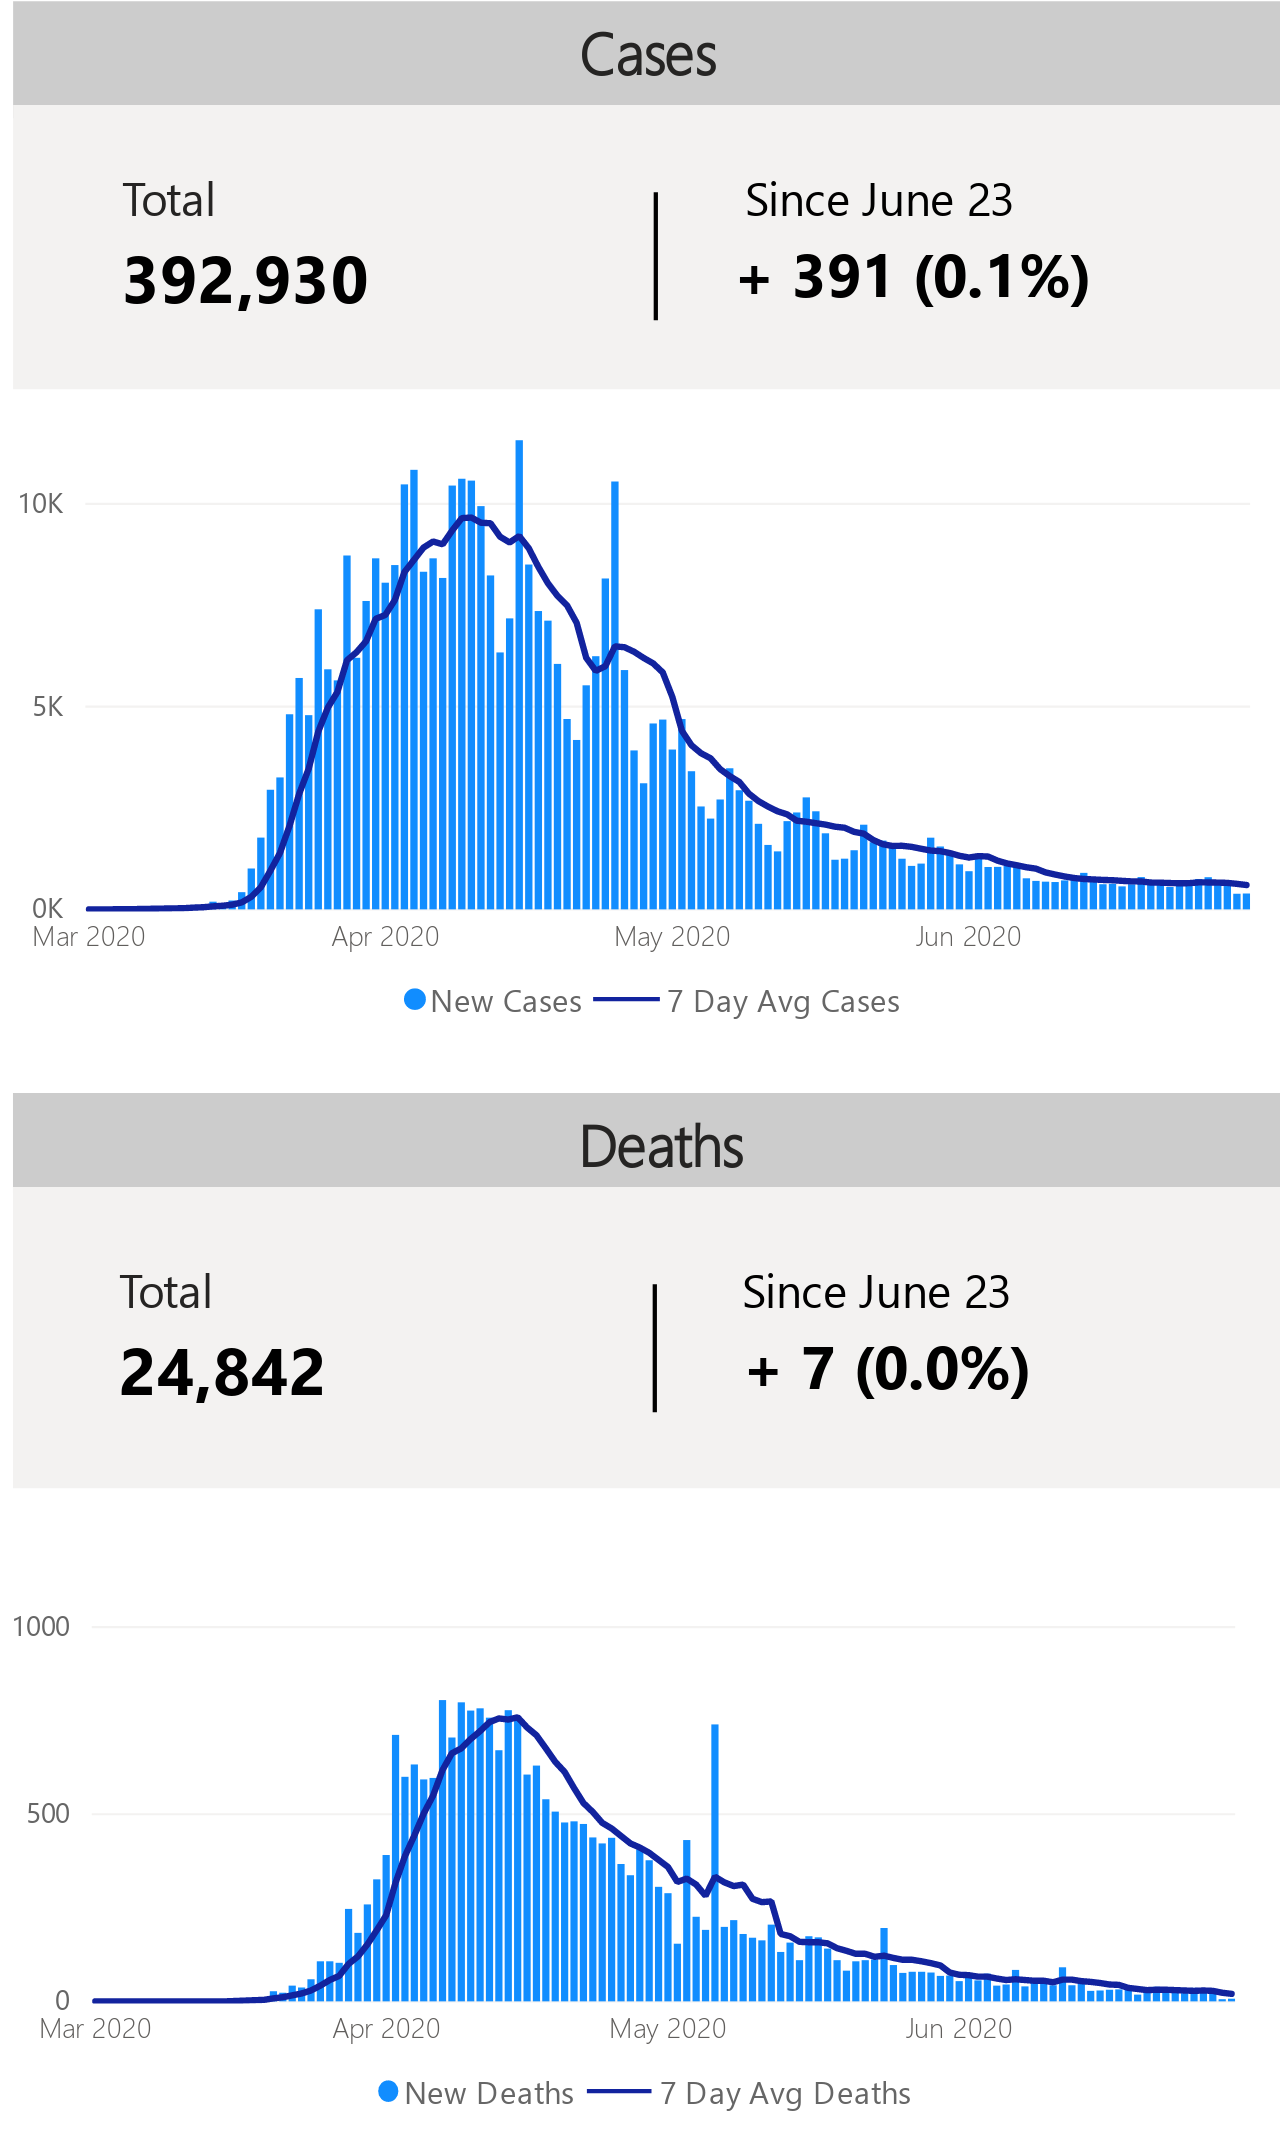 Cases
Total
Since June 23
392,930
+ 391 (0.1%)
10K
5K
0K
Mar 2020
Apr 2020
May 2020
Jun 2020
New Cases
7 Day Avg Cases
Deaths
Total
Since June 23
24,842
+ 7 (0.0%)
1000
500
0
Mar 2020
Apr 2020
May 2020
Jun 2020
New Deaths
7 Day Avg Deaths